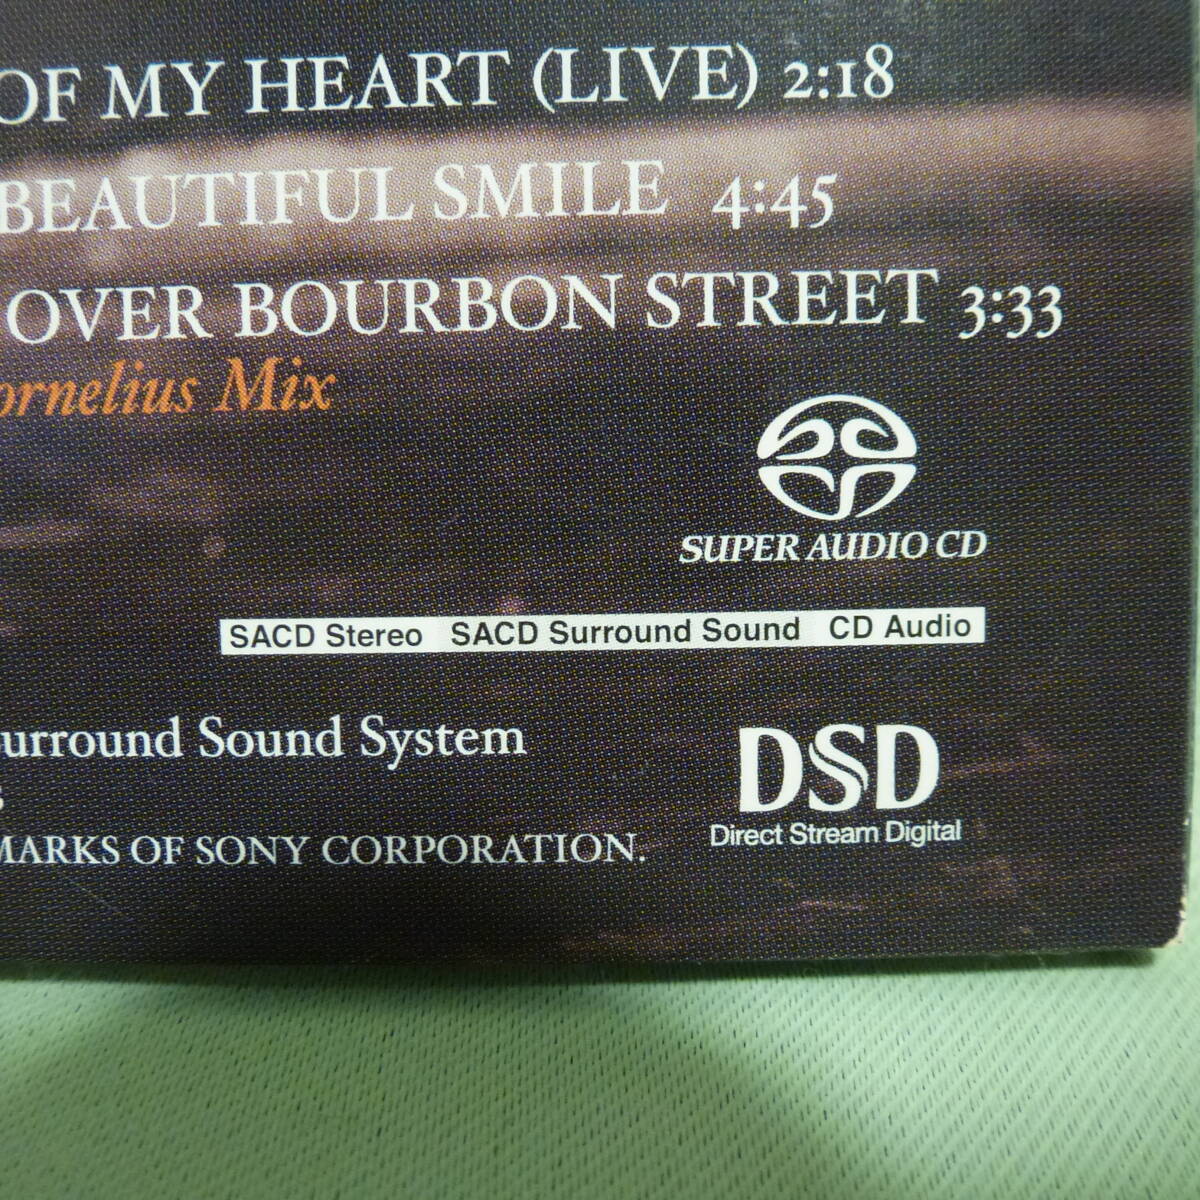 OF MY HEART (LIVE) 2:18
BEAUTIFUL SMILE 4:45
OVER BOURBON STREET 3:33
ornelius Mix
SUPER AUDIO CD
SACD Stereo SACD Surround Sound CD Audio
urround Sound System
DSD
Direct Stream Digital
MARKS OF SONY CORPORATION.